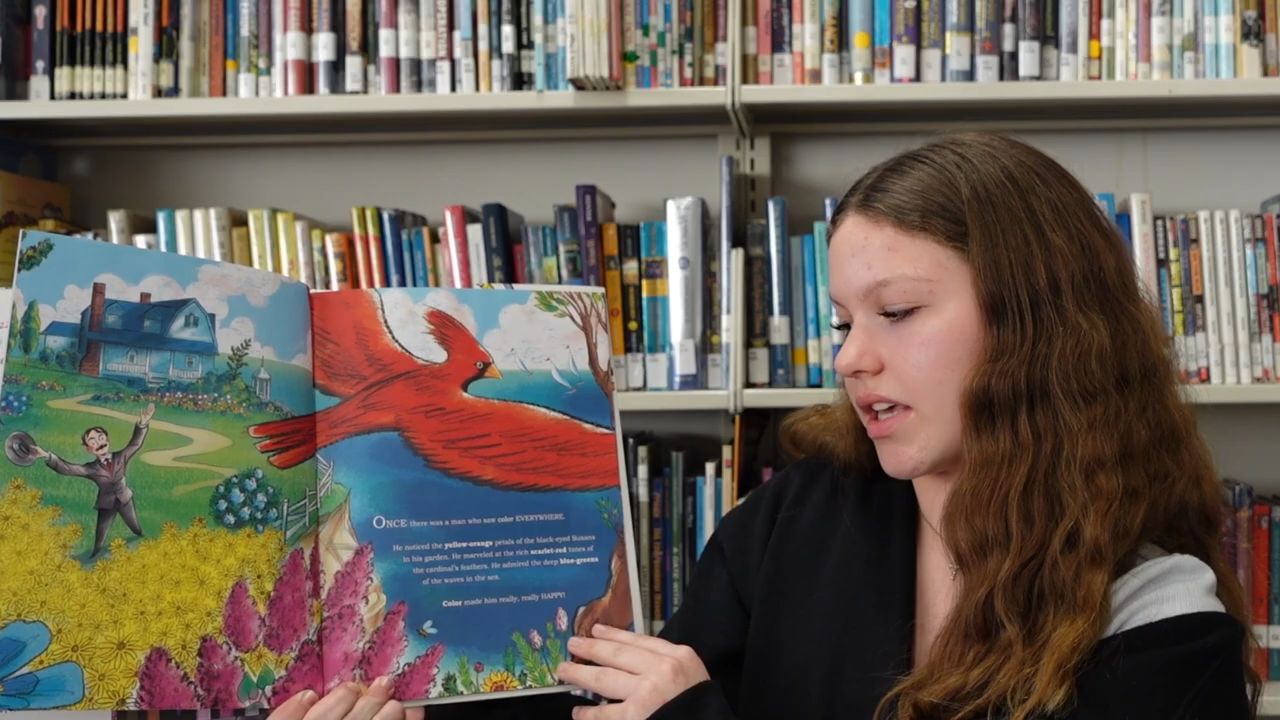 ONCE there was a man who saw color EVERYWHERE.
He noticed the yellow-orange petals of the black-eyed Susans
in his garden. He marveled at the rich scarlet-red tones of
the cardinal's feathers. He admired the deep blue-greens
of the waves in the sea.
Color made him really, really HAPPY!